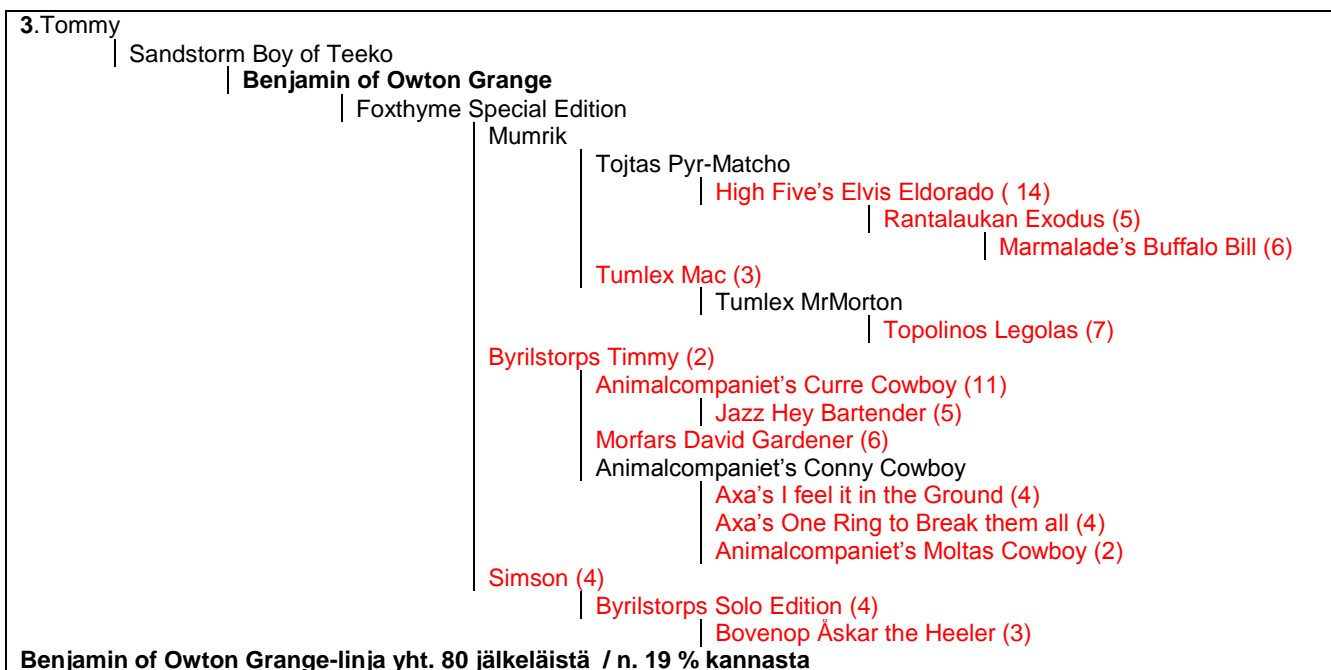 3.Tommy
Sandstorm Boy of Teeko
Benjamin of Owton Grange
Foxthyme Special Edition
Mumrik
Tojtas Pyr-Matcho
High Five's Elvis Eldorado ( 14)
Rantalaukan Exodus (5)
Marmalade's Buffalo Bill (6)
Tumlex Mac (3)
Tumlex MrMorton
Topolinos Legolas (7)
Byrilstorps Timmy (2)
Animalcompaniet's Curre Cowboy (11)
Jazz Hey Bartender (5)
Morfars David Gardener (6)
Animalcompaniet's Conny Cowboy
Axa's I feel it in the Ground (4)
Axa's One Ring to Break them all (4)
Animalcompaniet's Moltas Cowboy (2)
Simson (4)
Byrilstorps Solo Edition (4)
Bovenop Åskar the Heeler (3)
Benjamin of Owton Grange-linja yht. 80 jälkeläistä / n. 19 % kannasta